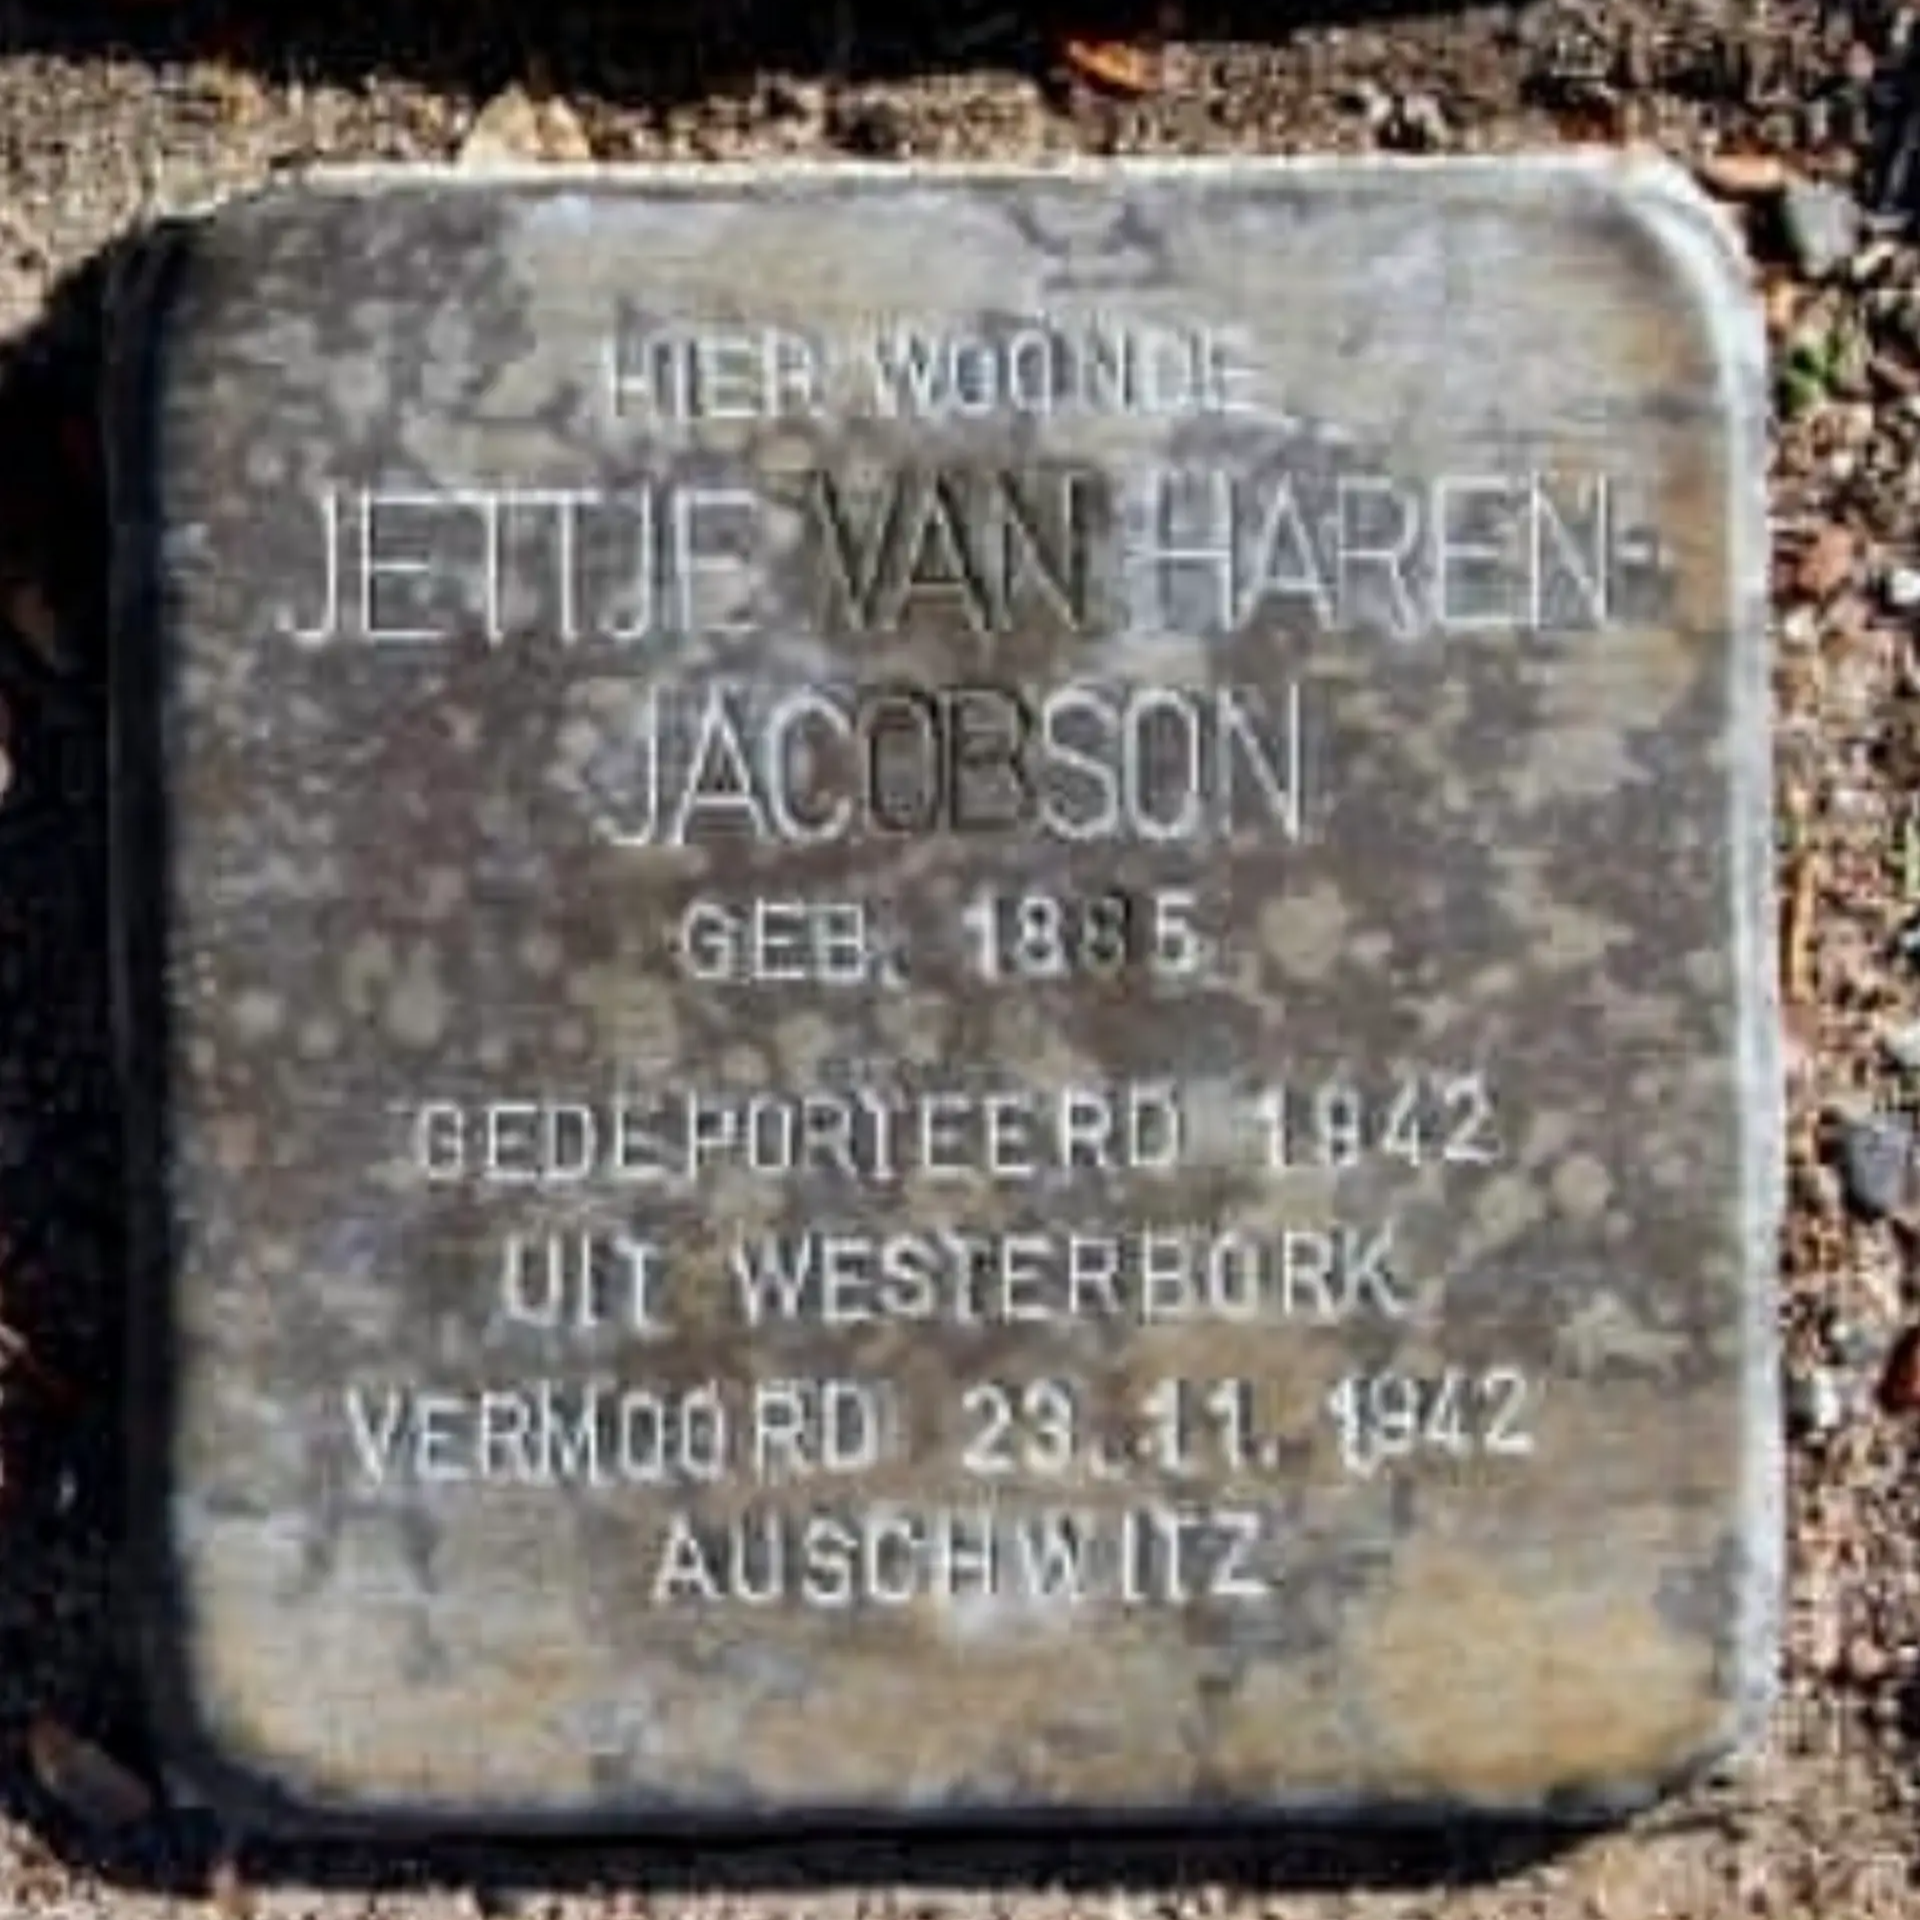 HIER WOONDE
JETTJE VAN HAREN-
JACOBSON
GEB. 1885
GEDEPORTEERD 1942
UIT WESTERBORK
VERMOORD 23.11.1942
AUSCHWITZ